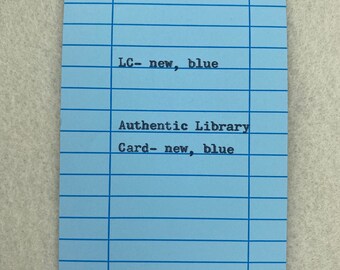 LC- new, blue
Authentic Library
Card- new, blue